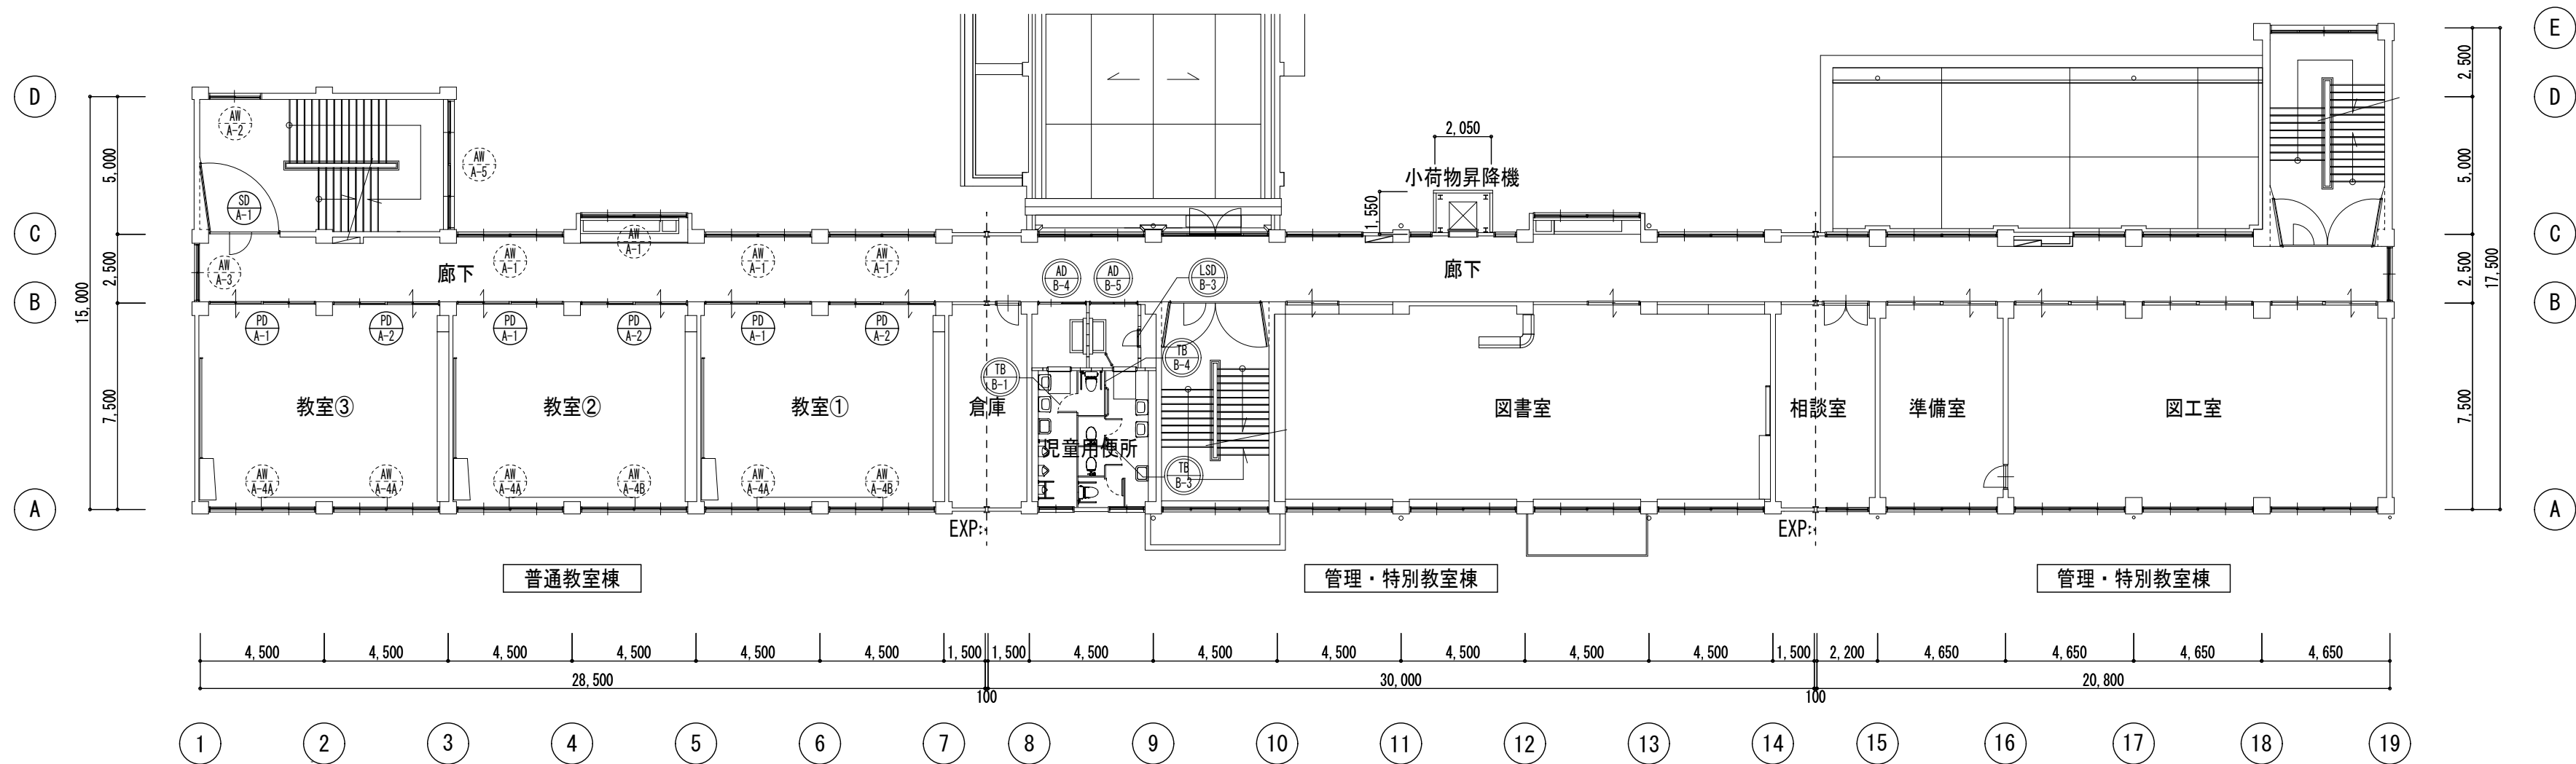 E
2,500
D
D
5,000
5,000
AW
A-2
AW
A-5
SD
A-1
2,050
小荷物昇降機
1,550
C
C
2,500
2,500
15,000
17,500
AW
A-3
廊下
AW
A-1
AW
A-1
AW
A-1
AW
A-1
AD
B-4
AD
B-5
LSD
B-3
廊下
B
B
7,500
7,500
PD
A-1
PD
A-2
PD
A-1
PD
A-2
PD
A-1
PD
A-2
TB
B-1
TB
B-4
教室③
教室②
教室①
倉庫
児童用便所
図書室
相談室
準備室
図工室
AW
A-4A
AW
A-4A
AW
A-4A
AW
A-4B
AW
A-4A
AW
A-4B
TB
B-3
A
A
EXP.
EXP.
普通教室棟
管理・特別教室棟
管理・特別教室棟
4,500 4,500 4,500 4,500 4,500 4,500 1,500 1,500 4,500 4,500 4,500 4,500 4,500 4,500 1,500 2,200 4,650 4,650 4,650 4,650
28,500 30,000 20,800
100 100
1 2 3 4 5 6 7 8 9 10 11 12 13 14 15 16 17 18 19